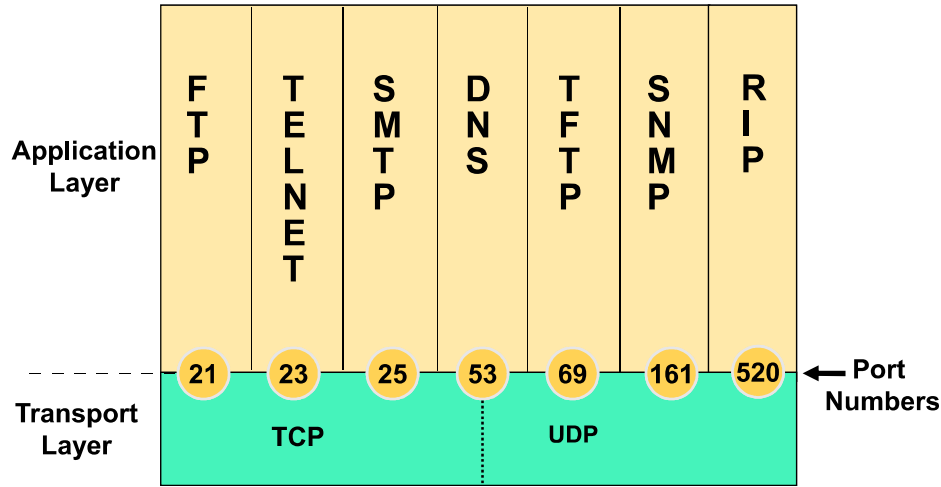 FTP
TELNET
SMTP
DNS
TFTP
SNMP
RIP
Application
Layer
21
23
25
53
69
161
520
Port
Numbers
Transport
Layer
TCP
UDP